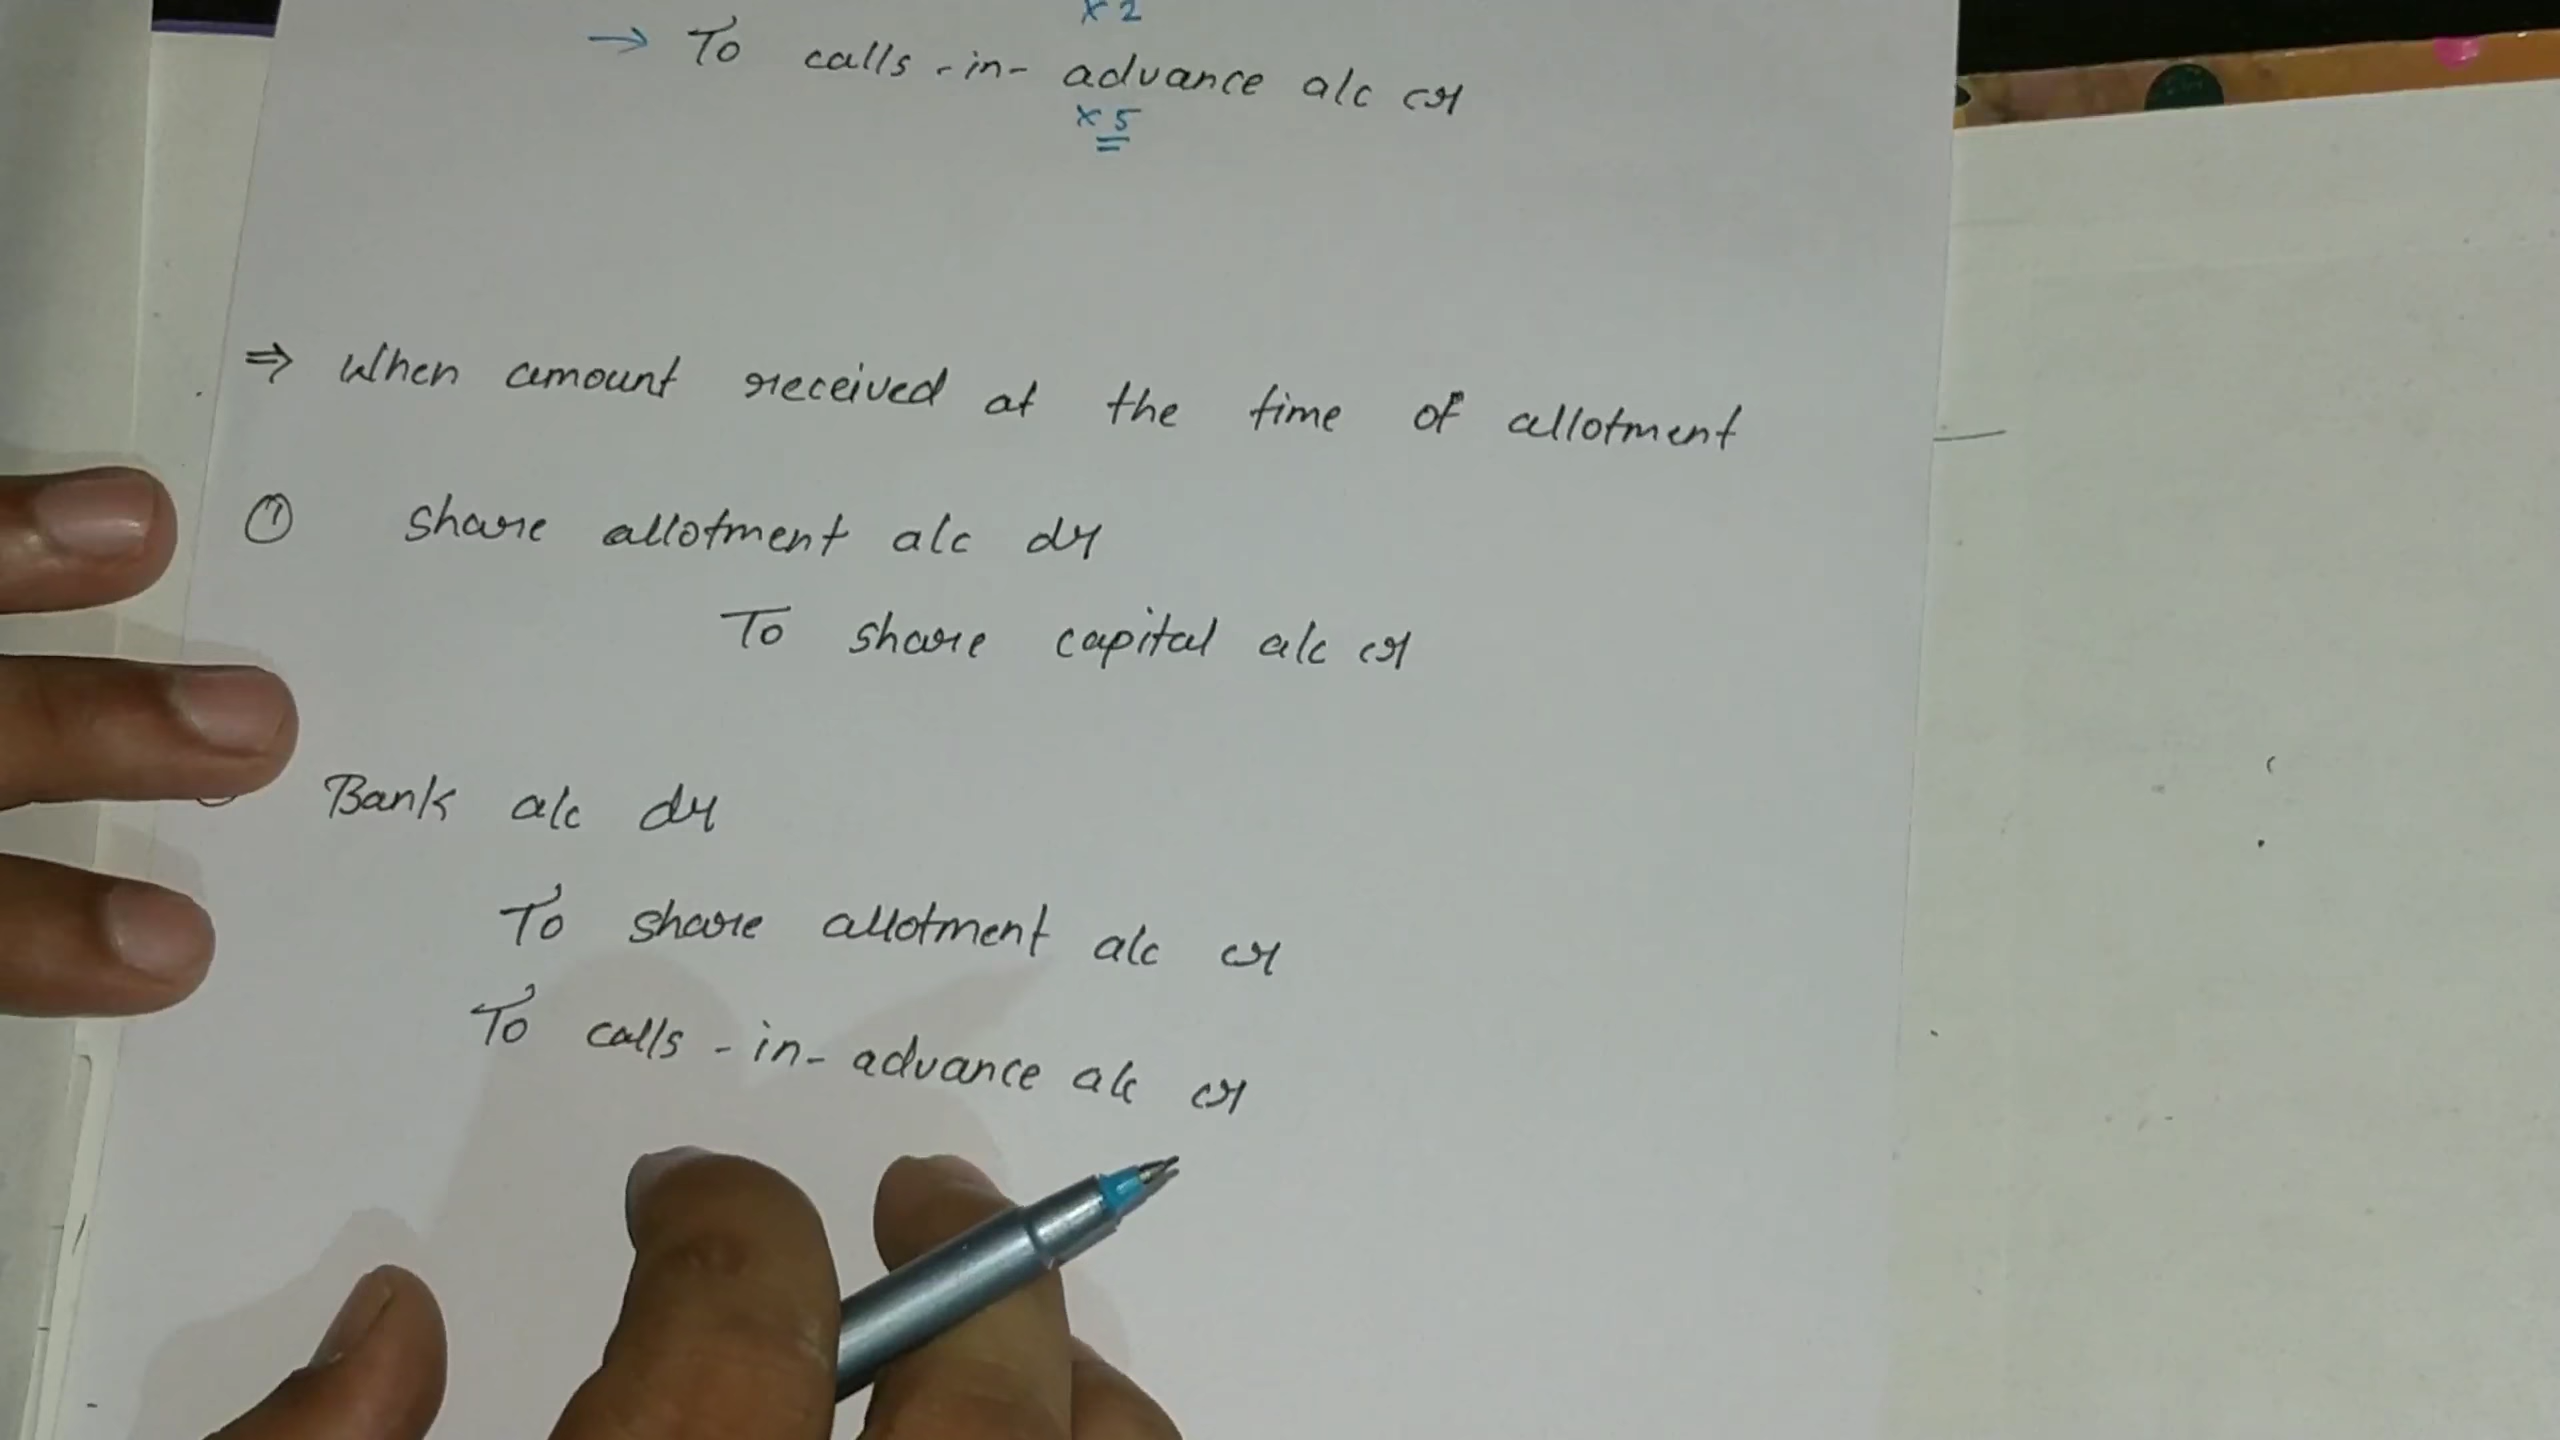 x 2
→ To calls-in-advance a/c cr
x 5
⇒ When amount received at the time of allotment
① share allotment a/c dr
To share capital a/c cr
Bank a/c dr
To share allotment a/c cr
To calls-in-advance a/c cr